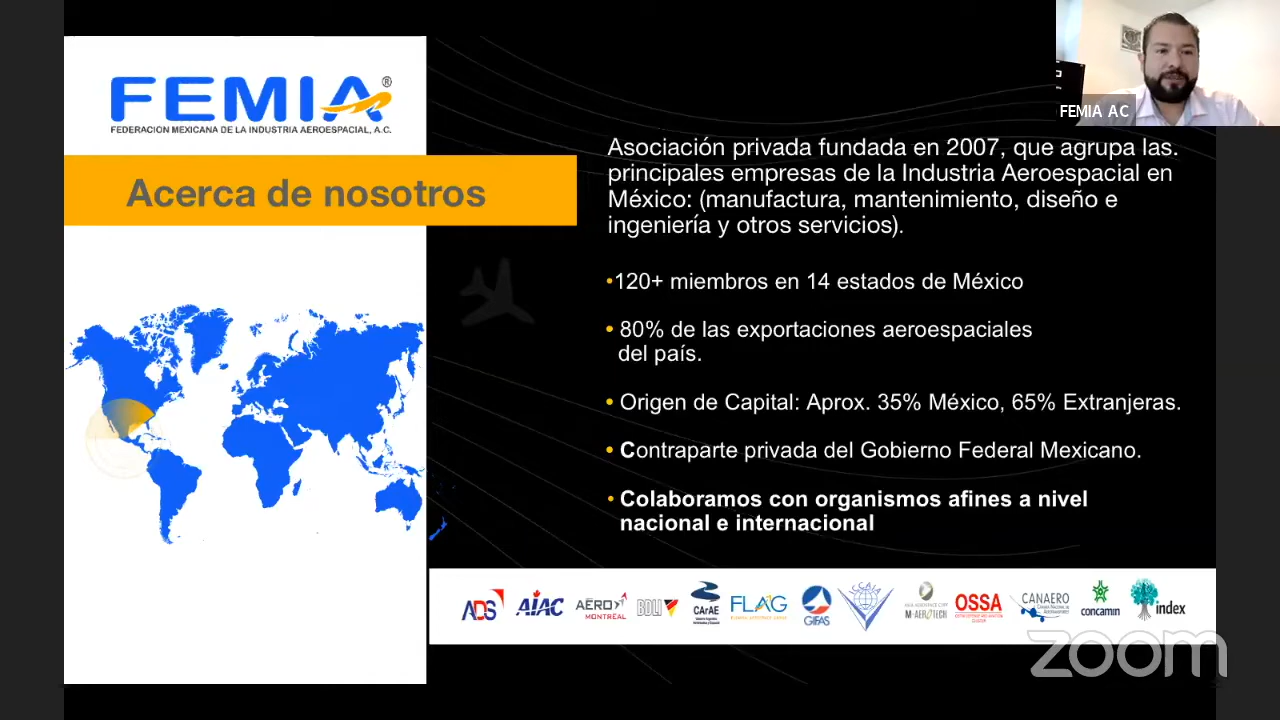 FEMIA®
FEDERACIÓN MEXICANA DE LA INDUSTRIA AEROESPACIAL, A.C.
Acerca de nosotros
FEMIA AC
Asociación privada fundada en 2007, que agrupa las.
principales empresas de la Industria Aeroespacial en
México: (manufactura, mantenimiento, diseño e
ingeniería y otros servicios).
•120+ miembros en 14 estados de México
• 80% de las exportaciones aeroespaciales
del país.
• Origen de Capital: Aprox. 35% México, 65% Extranjeras.
• Contraparte privada del Gobierno Federal Mexicano.
• Colaboramos con organismos afines a nivel
nacional e internacional
ADS
AIAC
AÉRO
MONTRÉAL
BDLI
CArAE
FLAG
GIFAS
M-AEROTECH
OSSA
CANAERO
concamin
index
zoom